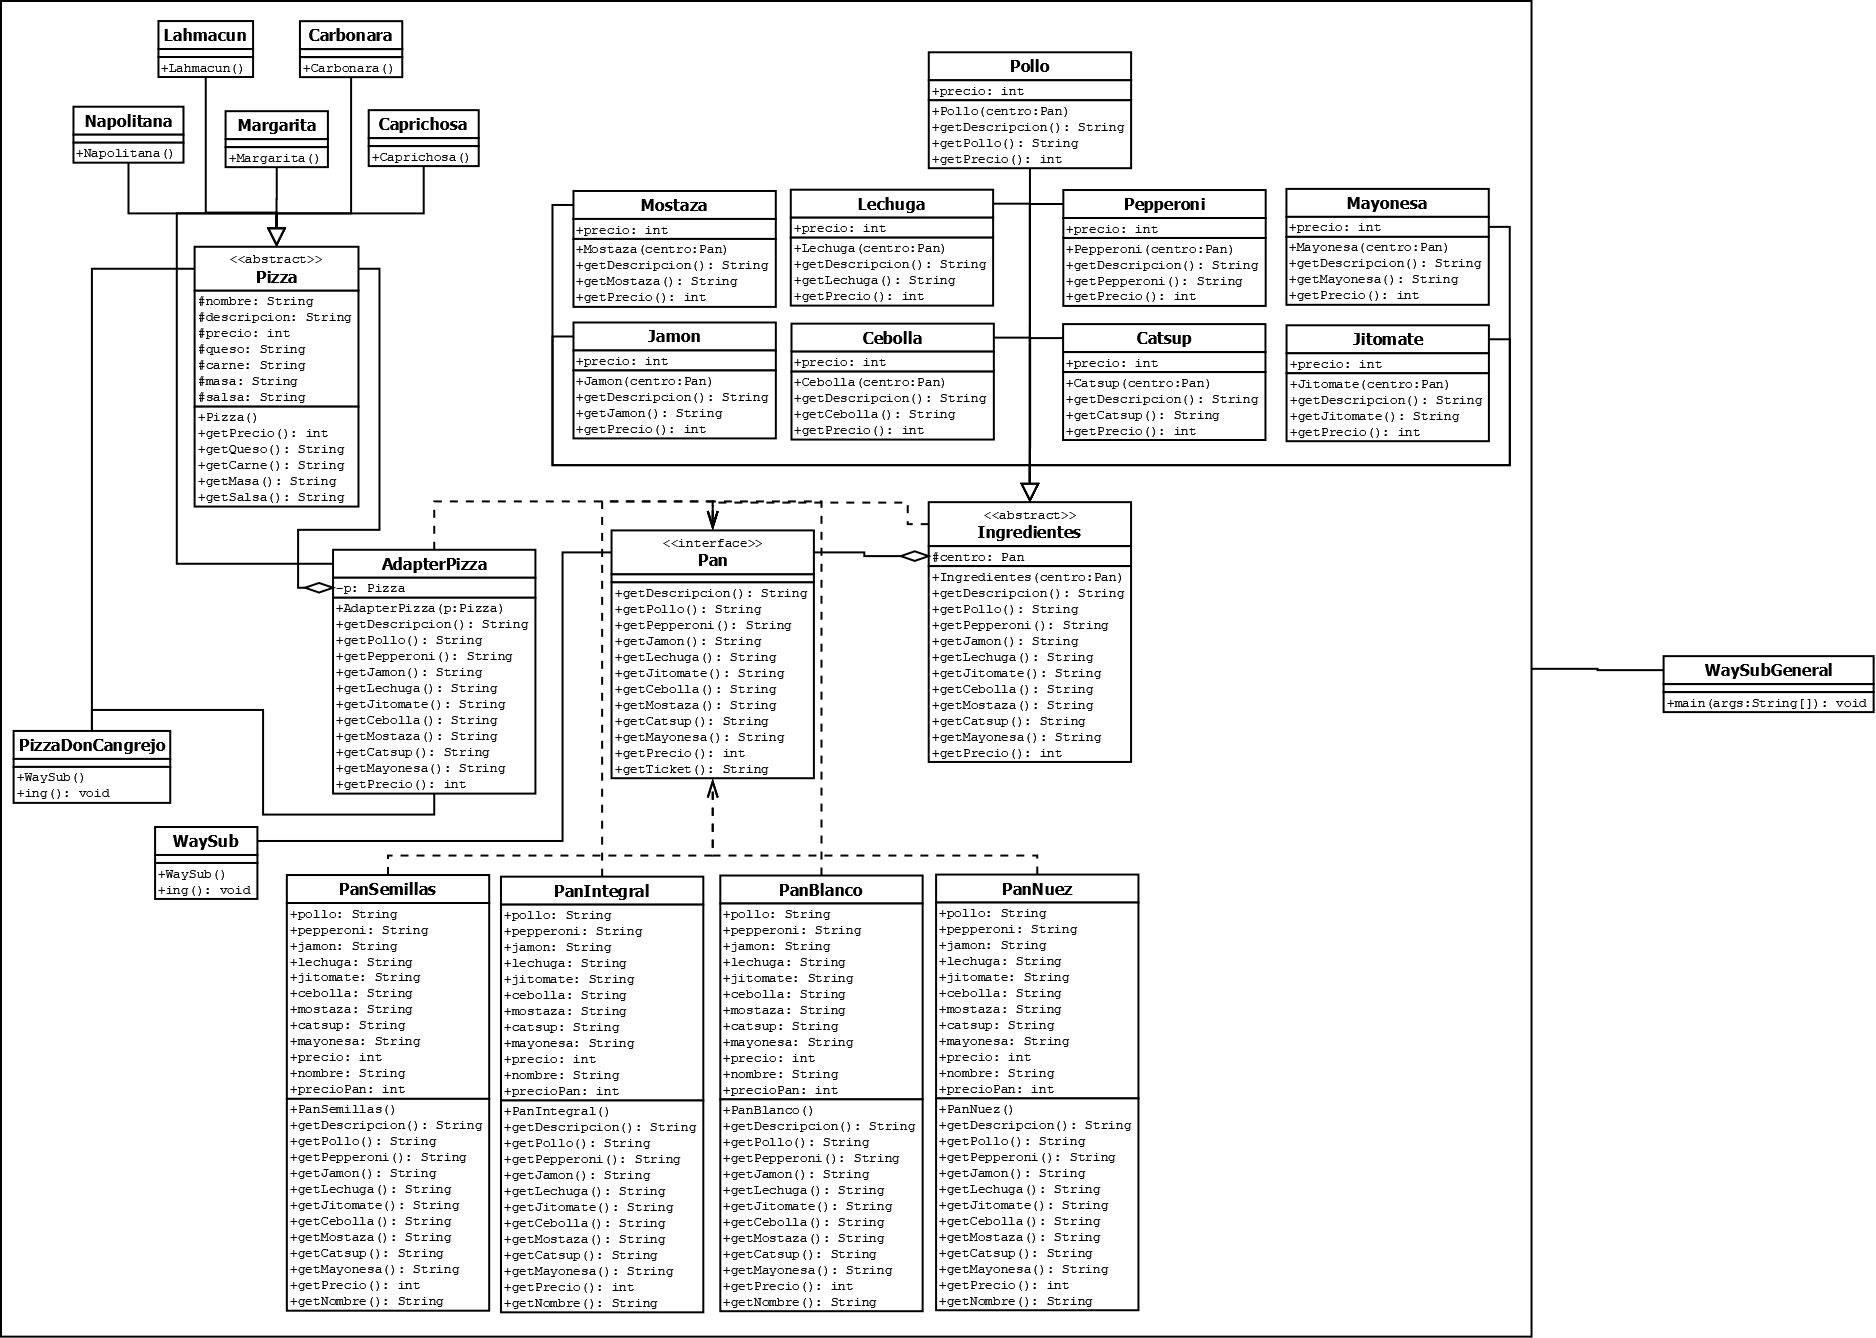 Lahmacun
+Lahmacun()
Carbonara
+Carbonara()
Napolitana
+Napolitana()
Margarita
+Margarita()
Caprichosa
+Caprichosa()
Pollo
+precio: int
+Pollo(centro:Pan)
+getDescripcion(): String
+getPollo(): String
+getPrecio(): int
Mostaza
+precio: int
+Mostaza(centro:Pan)
+getDescripcion(): String
+getMostaza(): String
+getPrecio(): int
Lechuga
+precio: int
+Lechuga(centro:Pan)
+getDescripcion(): String
+getLechuga(): String
+getPrecio(): int
Pepperoni
+precio: int
+Pepperoni(centro:Pan)
+getDescripcion(): String
+getPepperoni(): String
+getPrecio(): int
Mayonesa
+precio: int
+Mayonesa(centro:Pan)
+getDescripcion(): String
+getMayonesa(): String
+getPrecio(): int
Jamon
+precio: int
+Jamon(centro:Pan)
+getDescripcion(): String
+getJamon(): String
+getPrecio(): int
Cebolla
+precio: int
+Cebolla(centro:Pan)
+getDescripcion(): String
+getCebolla(): String
+getPrecio(): int
Catsup
+precio: int
+Catsup(centro:Pan)
+getDescripcion(): String
+getCatsup(): String
+getPrecio(): int
Jitomate
+precio: int
+Jitomate(centro:Pan)
+getDescripcion(): String
+getJitomate(): String
+getPrecio(): int
<<abstract>>
Pizza
#nombre: String
#descripcion: String
#precio: int
#queso: String
#carne: String
#masa: String
#salsa: String
+Pizza()
+getPrecio(): int
+getQueso(): String
+getCarne(): String
+getMasa(): String
+getSalsa(): String
AdapterPizza
-p: Pizza
+AdapterPizza(p:Pizza)
+getDescripcion(): String
+getPollo(): String
+getPepperoni(): String
+getJamon(): String
+getLechuga(): String
+getJitomate(): String
+getCebolla(): String
+getMostaza(): String
+getCatsup(): String
+getMayonesa(): String
+getPrecio(): int
<<interface>>
Pan
+getDescripcion(): String
+getPollo(): String
+getPepperoni(): String
+getJamon(): String
+getLechuga(): String
+getJitomate(): String
+getCebolla(): String
+getMostaza(): String
+getCatsup(): String
+getMayonesa(): String
+getPrecio(): int
+getTicket(): String
<<abstract>>
Ingredientes
#centro: Pan
+Ingredientes(centro:Pan)
+getDescripcion(): String
+getPollo(): String
+getPepperoni(): String
+getJamon(): String
+getLechuga(): String
+getJitomate(): String
+getCebolla(): String
+getMostaza(): String
+getCatsup(): String
+getMayonesa(): String
+getPrecio(): int
WaySubGeneral
+main(args:String[]): void
PizzaDonCangrejo
+WaySub()
+ing(): void
WaySub
+WaySub()
+ing(): void
PanSemillas
+pollo: String
+pepperoni: String
+jamon: String
+lechuga: String
+jitomate: String
+cebolla: String
+mostaza: String
+catsup: String
+mayonesa: String
+precio: int
+nombre: String
+precioPan: int
+PanSemillas()
+getDescripcion(): String
+getPollo(): String
+getPepperoni(): String
+getJamon(): String
+getLechuga(): String
+getJitomate(): String
+getCebolla(): String
+getMostaza(): String
+getCatsup(): String
+getMayonesa(): String
+getPrecio(): int
+getNombre(): String
PanIntegral
+pollo: String
+pepperoni: String
+jamon: String
+lechuga: String
+jitomate: String
+cebolla: String
+mostaza: String
+catsup: String
+mayonesa: String
+precio: int
+nombre: String
+precioPan: int
+PanIntegral()
+getDescripcion(): String
+getPollo(): String
+getPepperoni(): String
+getJamon(): String
+getLechuga(): String
+getJitomate(): String
+getCebolla(): String
+getMostaza(): String
+getCatsup(): String
+getMayonesa(): String
+getPrecio(): int
+getNombre(): String
PanBlanco
+pollo: String
+pepperoni: String
+jamon: String
+lechuga: String
+jitomate: String
+cebolla: String
+mostaza: String
+catsup: String
+mayonesa: String
+precio: int
+nombre: String
+precioPan: int
+PanBlanco()
+getDescripcion(): String
+getPollo(): String
+getPepperoni(): String
+getJamon(): String
+getLechuga(): String
+getJitomate(): String
+getCebolla(): String
+getMostaza(): String
+getCatsup(): String
+getMayonesa(): String
+getPrecio(): int
+getNombre(): String
PanNuez
+pollo: String
+pepperoni: String
+jamon: String
+lechuga: String
+jitomate: String
+cebolla: String
+mostaza: String
+catsup: String
+mayonesa: String
+precio: int
+nombre: String
+precioPan: int
+PanNuez()
+getDescripcion(): String
+getPollo(): String
+getPepperoni(): String
+getJamon(): String
+getLechuga(): String
+getJitomate(): String
+getCebolla(): String
+getMostaza(): String
+getCatsup(): String
+getMayonesa(): String
+getPrecio(): int
+getNombre(): String